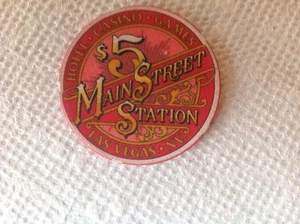 HOTEL · CASINO · GAMES
$5
MAIN STREET
STATION
LAS VEGAS · NV